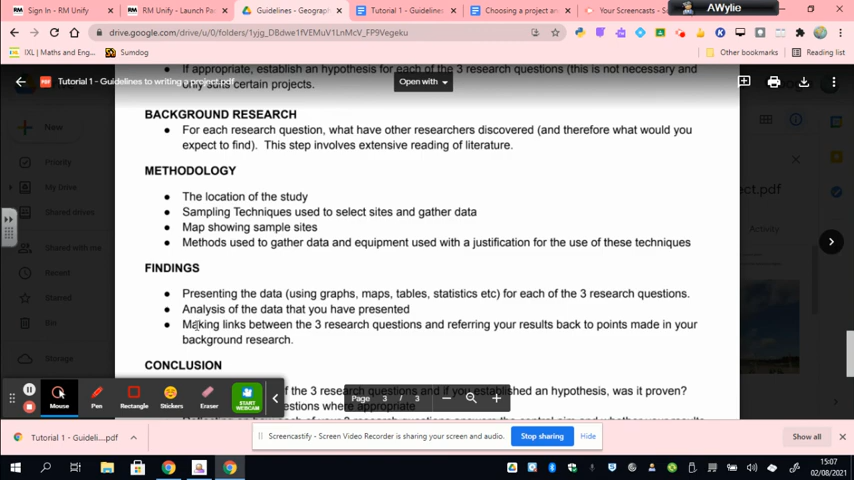 Sign In - RM Unify
RM Unify - Launch Pa
Guidelines - Geograph
Tutorial 1 - Guidelines
Choosing a project an
Your Screencasts - Scr
AWylie
drive.google.com/drive/u/0/folders/1yjg_DBdwe1fVEMuV1LnMcV_FP9Vegeku
IXL | Maths and Eng...
Sumdog
Other bookmarks
Reading list
If appropriate, establish an hypothesis for each of the 3 research questions (this is not necessary and
only suits certain projects.
Tutorial 1 - Guidelines to writing a project.pdf
Open with
BACKGROUND RESEARCH
• For each research question, what have other researchers discovered (and therefore what would you
expect to find). This step involves extensive reading of literature.
METHODOLOGY
• The location of the study
• Sampling Techniques used to select sites and gather data
• Map showing sample sites
• Methods used to gather data and equipment used with a justification for the use of these techniques
FINDINGS
• Presenting the data (using graphs, maps, tables, statistics etc) for each of the 3 research questions.
• Analysis of the data that you have presented
• Making links between the 3 research questions and referring your results back to points made in your
background research.
CONCLUSION
of the 3 research questions and if you established an hypothesis, was it proven?
estions where appropriate
New
Priority
My Drive
Shared drives
Shared with me
Recent
Starred
Bin
Storage
ect.pdf
Activity
Mouse
Pen
Rectangle
Stickers
Eraser
START
WEBCAM
Page 3 / 3
Tutorial 1 - Guideli....pdf
Screencastify - Screen Video Recorder is sharing your screen and audio.
Stop sharing
Hide
Show all
15:07
02/08/2021